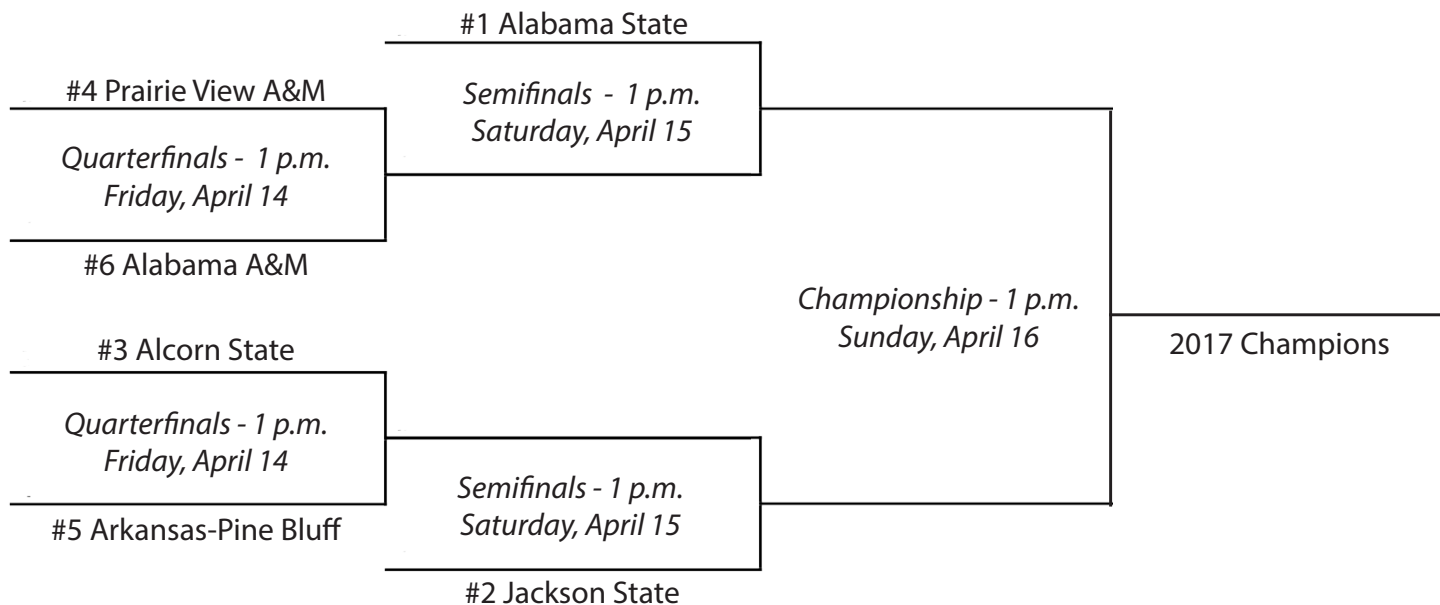 #1 Alabama State
#4 Prairie View A&M
Semifinals - 1 p.m.
Saturday, April 15
Quarterfinals - 1 p.m.
Friday, April 14
#6 Alabama A&M
Championship - 1 p.m.
Sunday, April 16
2017 Champions
#3 Alcorn State
Quarterfinals - 1 p.m.
Friday, April 14
#5 Arkansas-Pine Bluff
Semifinals - 1 p.m.
Saturday, April 15
#2 Jackson State